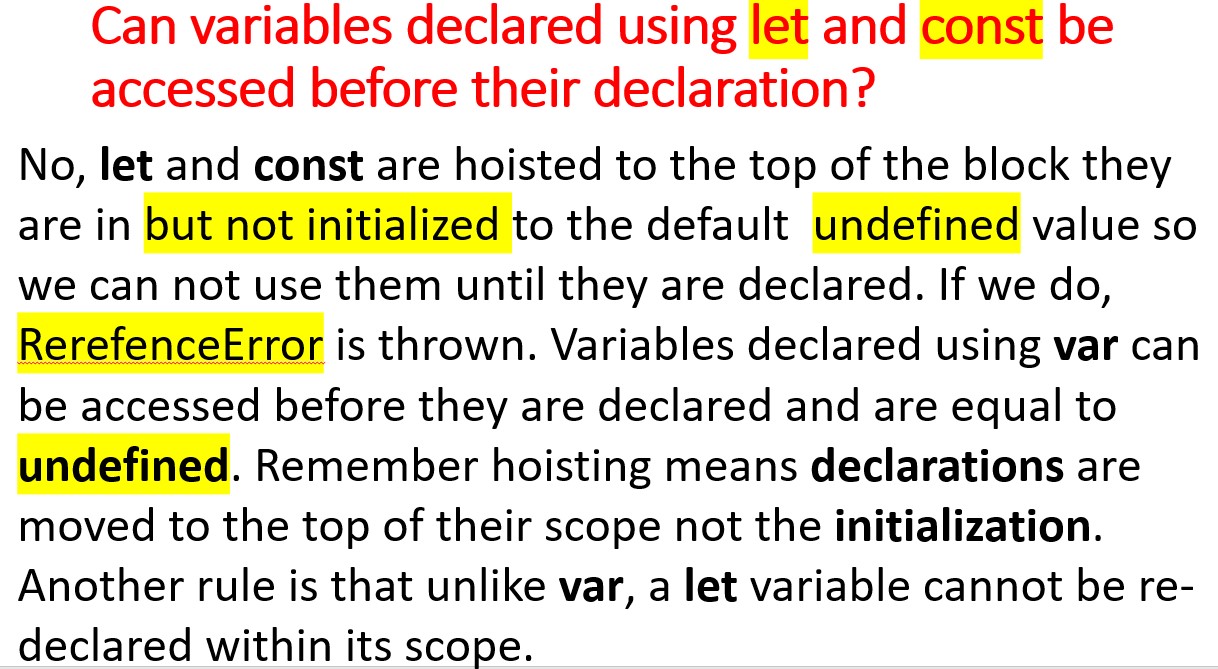 Can variables declared using let and const be
accessed before their declaration?
No, let and const are hoisted to the top of the block they
are in but not initialized to the default  undefined value so
we can not use them until they are declared. If we do,
RerefenceError is thrown. Variables declared using var can
be accessed before they are declared and are equal to
undefined. Remember hoisting means declarations are
moved to the top of their scope not the initialization.
Another rule is that unlike var, a let variable cannot be re-
declared within its scope.